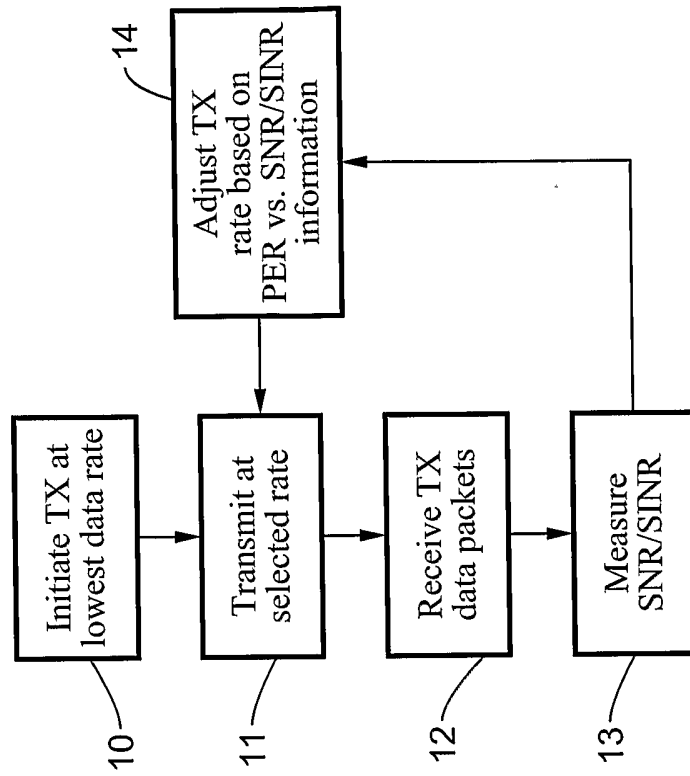 10
Initiate TX at
lowest data rate
11
Transmit at
selected rate
12
Receive TX
data packets
13
Measure
SNR/SINR
14
Adjust TX
rate based on
PER vs. SNR/SINR
information